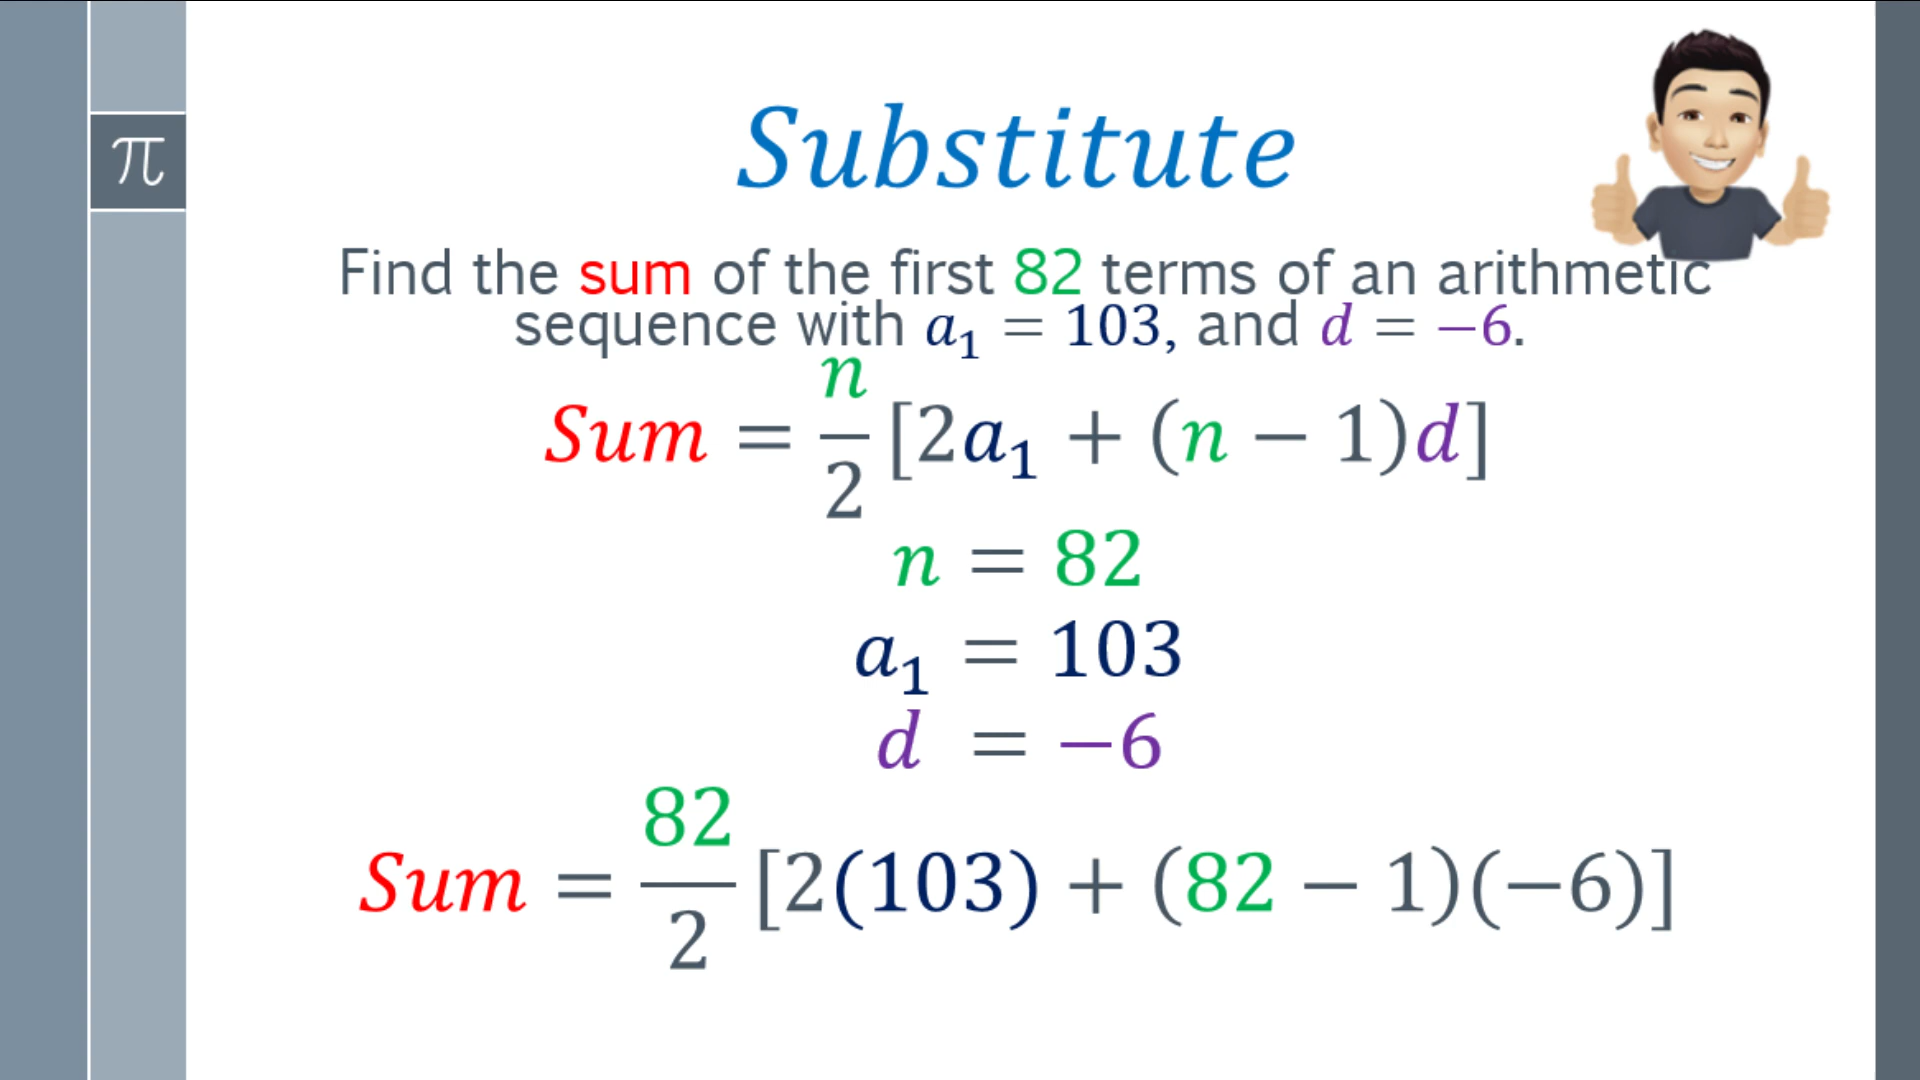 π
Substitute
Find the sum of the first 82 terms of an arithmetic
sequence with a₁ = 103, and d = −6.
Sum = n/2 [2a₁ + (n − 1)d]
n = 82
a₁ = 103
d = −6
Sum = 82/2 [2(103) + (82 − 1)(−6)]